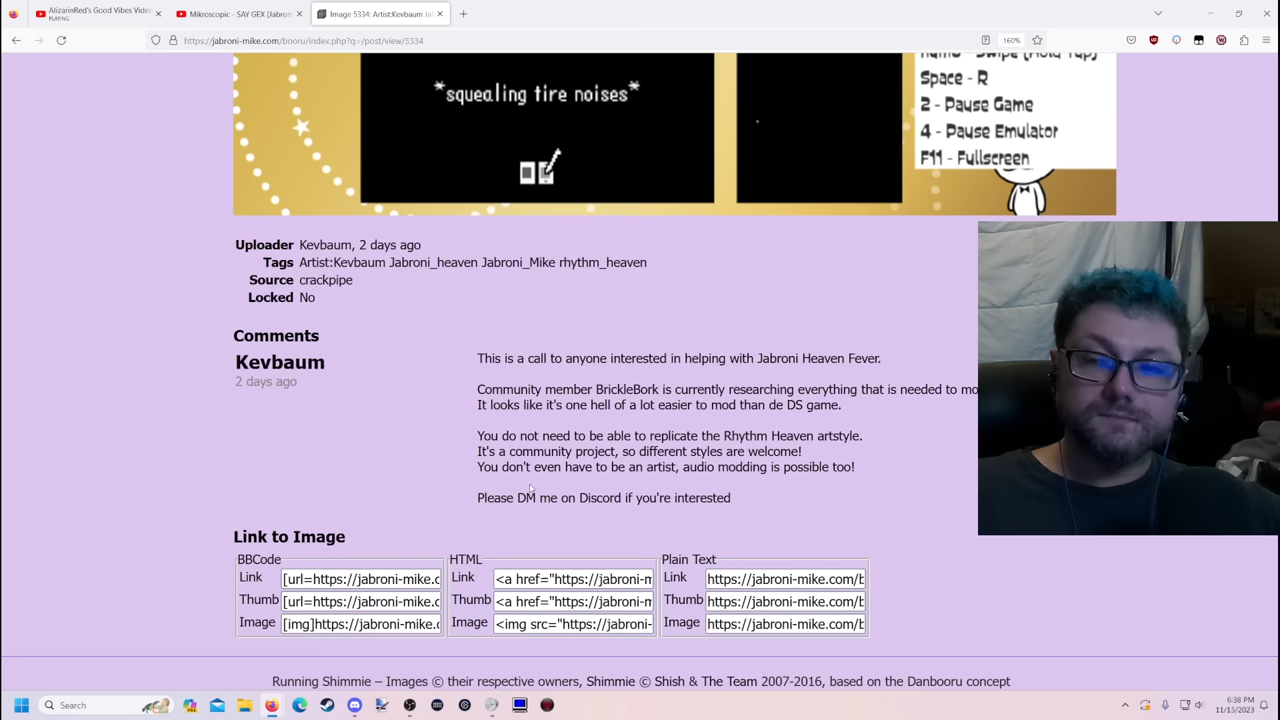 AlizarinRed's Good Vibes Video
PLAYING
Mikroscopic - SAY GEX [Jabroni
Image 5334: Artist:Kevbaum Jab
https://jabroni-mike.com/booru/index.php?q=/post/view/5334
160%
*squealing tire noises*
Space - R
2 - Pause Game
4 - Pause Emulator
F11 - Fullscreen
Uploader Kevbaum, 2 days ago
Tags Artist:Kevbaum Jabroni_heaven Jabroni_Mike rhythm_heaven
Source crackpipe
Locked No
Comments
Kevbaum
2 days ago
This is a call to anyone interested in helping with Jabroni Heaven Fever.
Community member BrickleBork is currently researching everything that is needed to mo
It looks like it's one hell of a lot easier to mod than de DS game.
You do not need to be able to replicate the Rhythm Heaven artstyle.
It's a community project, so different styles are welcome!
You don't even have to be an artist, audio modding is possible too!
Please DM me on Discord if you're interested
Link to Image
BBCode HTML Plain Text
Link [url=https://jabroni-mike.c Link <a href="https://jabroni-m Link https://jabroni-mike.com/b
Thumb [url=https://jabroni-mike.c Thumb <a href="https://jabroni-m Thumb https://jabroni-mike.com/b
Image [img]https://jabroni-mike. Image <img src="https://jabroni- Image https://jabroni-mike.com/b
Running Shimmie – Images © their respective owners, Shimmie © Shish & The Team 2007-2016, based on the Danbooru concept
Search
6:38 PM
11/15/2023